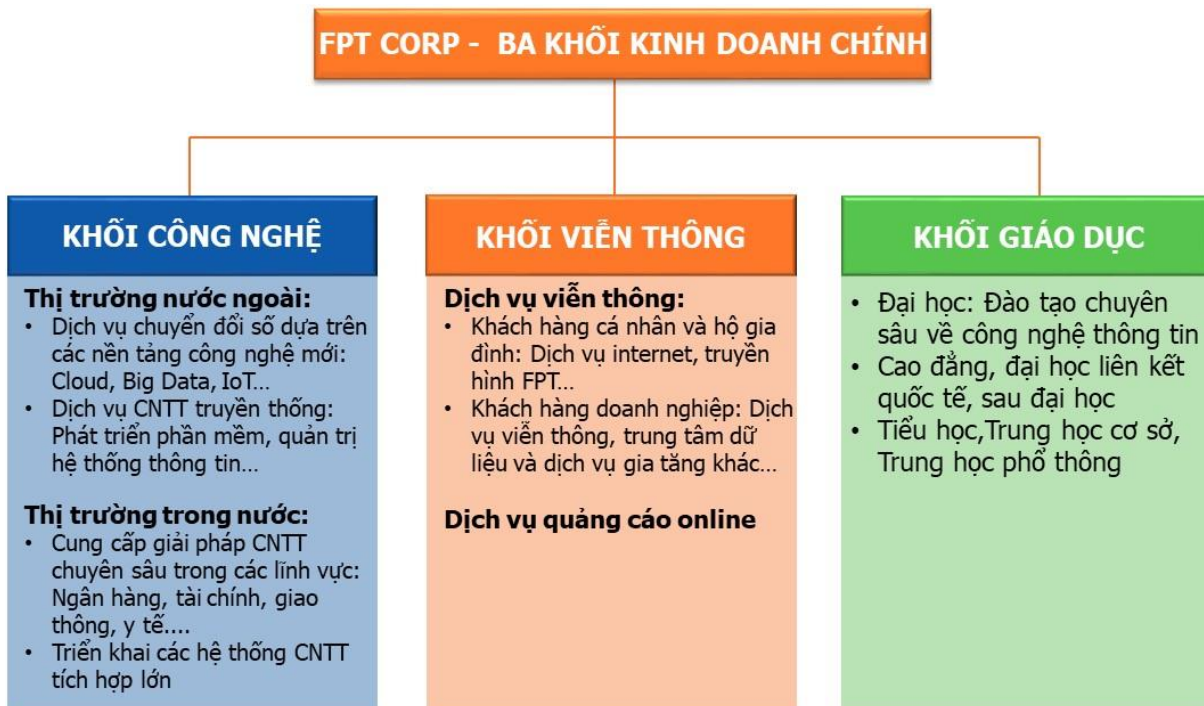 FPT CORP - BA KHỐI KINH DOANH CHÍNH
KHỐI CÔNG NGHỆ
Thị trường nước ngoài:
• Dịch vụ chuyển đổi số dựa trên
các nền tảng công nghệ mới:
Cloud, Big Data, IoT...
• Dịch vụ CNTT truyền thống:
Phát triển phần mềm, quản trị
hệ thống thông tin...
Thị trường trong nước:
• Cung cấp giải pháp CNTT
chuyên sâu trong các lĩnh vực:
Ngân hàng, tài chính, giao
thông, y tế....
• Triển khai các hệ thống CNTT
tích hợp lớn
KHỐI VIỄN THÔNG
Dịch vụ viễn thông:
• Khách hàng cá nhân và hộ gia
đình: Dịch vụ internet, truyền
hình FPT...
• Khách hàng doanh nghiệp: Dịch
vụ viễn thông, trung tâm dữ
liệu và dịch vụ gia tăng khác...
Dịch vụ quảng cáo online
KHỐI GIÁO DỤC
• Đại học: Đào tạo chuyên
sâu về công nghệ thông tin
• Cao đẳng, đại học liên kết
quốc tế, sau đại học
• Tiểu học,Trung học cơ sở,
Trung học phổ thông